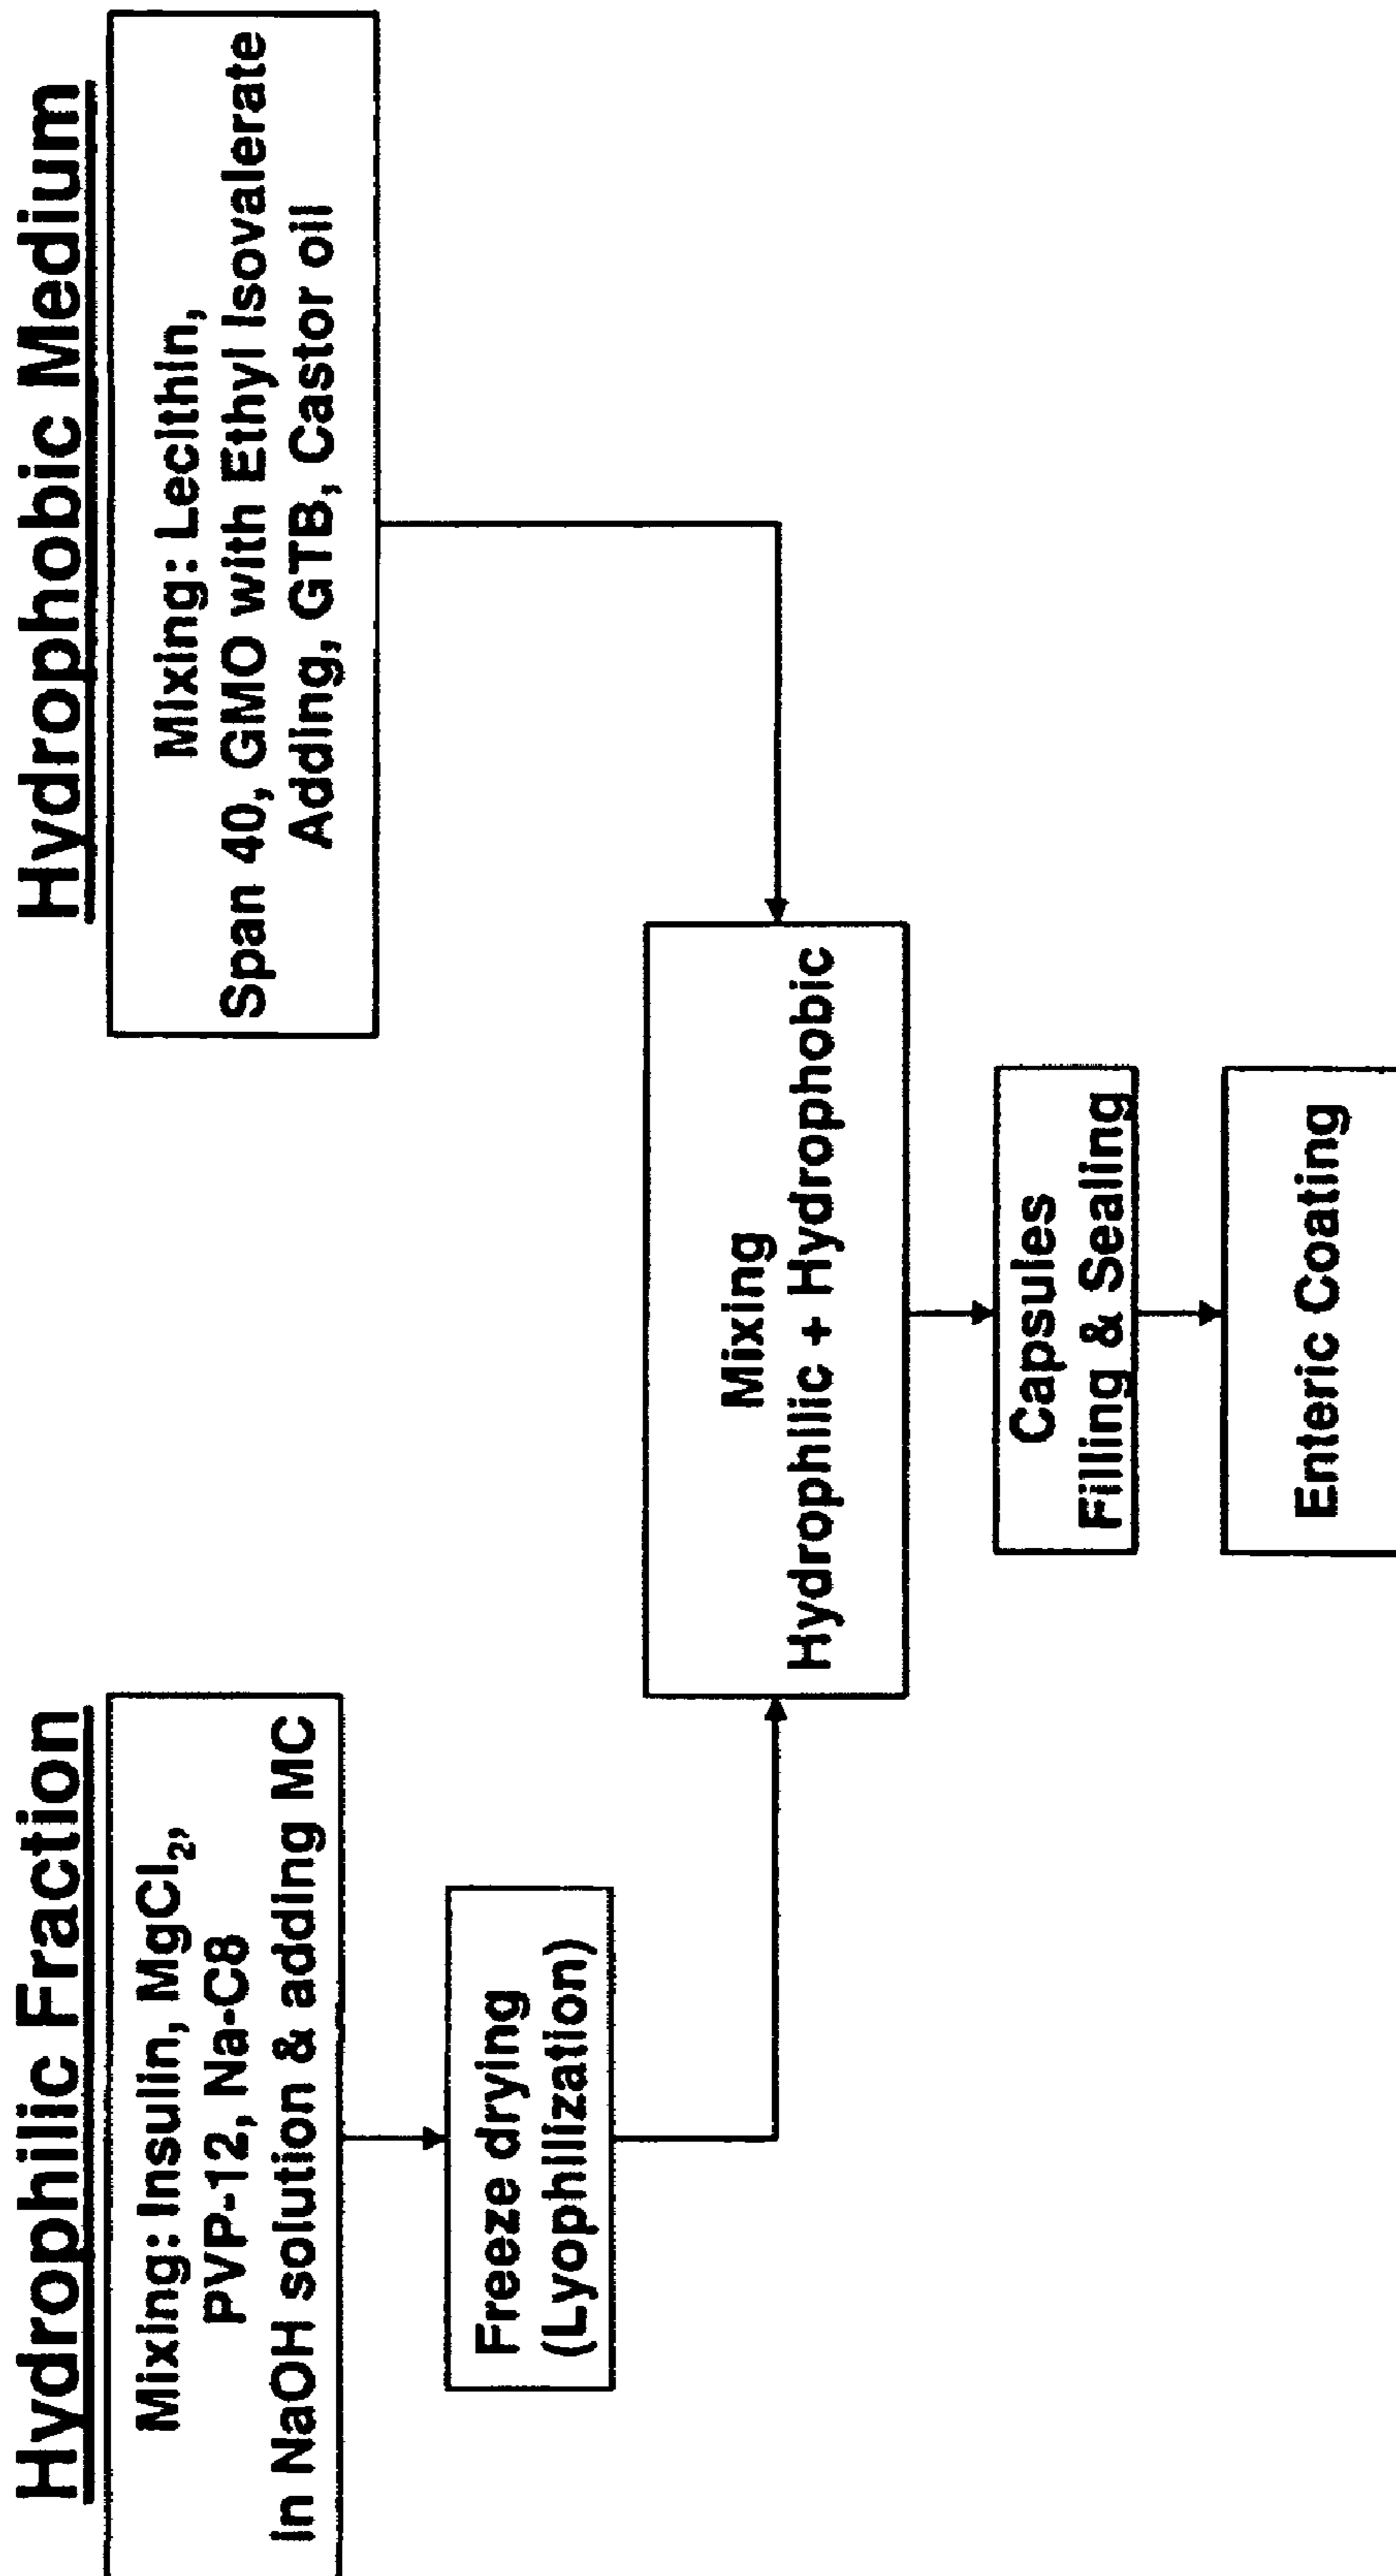 Hydrophilic Fraction
Mixing: Insulin, MgCl₂,
PVP-12, Na-C8
in NaOH solution & adding MC
Freeze drying
(Lyophilization)
Hydrophobic Medium
Mixing: Lecithin,
Span 40, GMO with Ethyl Isovalerate
Adding, GTB, Castor oil
Mixing
Hydrophilic + Hydrophobic
Capsules
Filling & Sealing
Enteric Coating